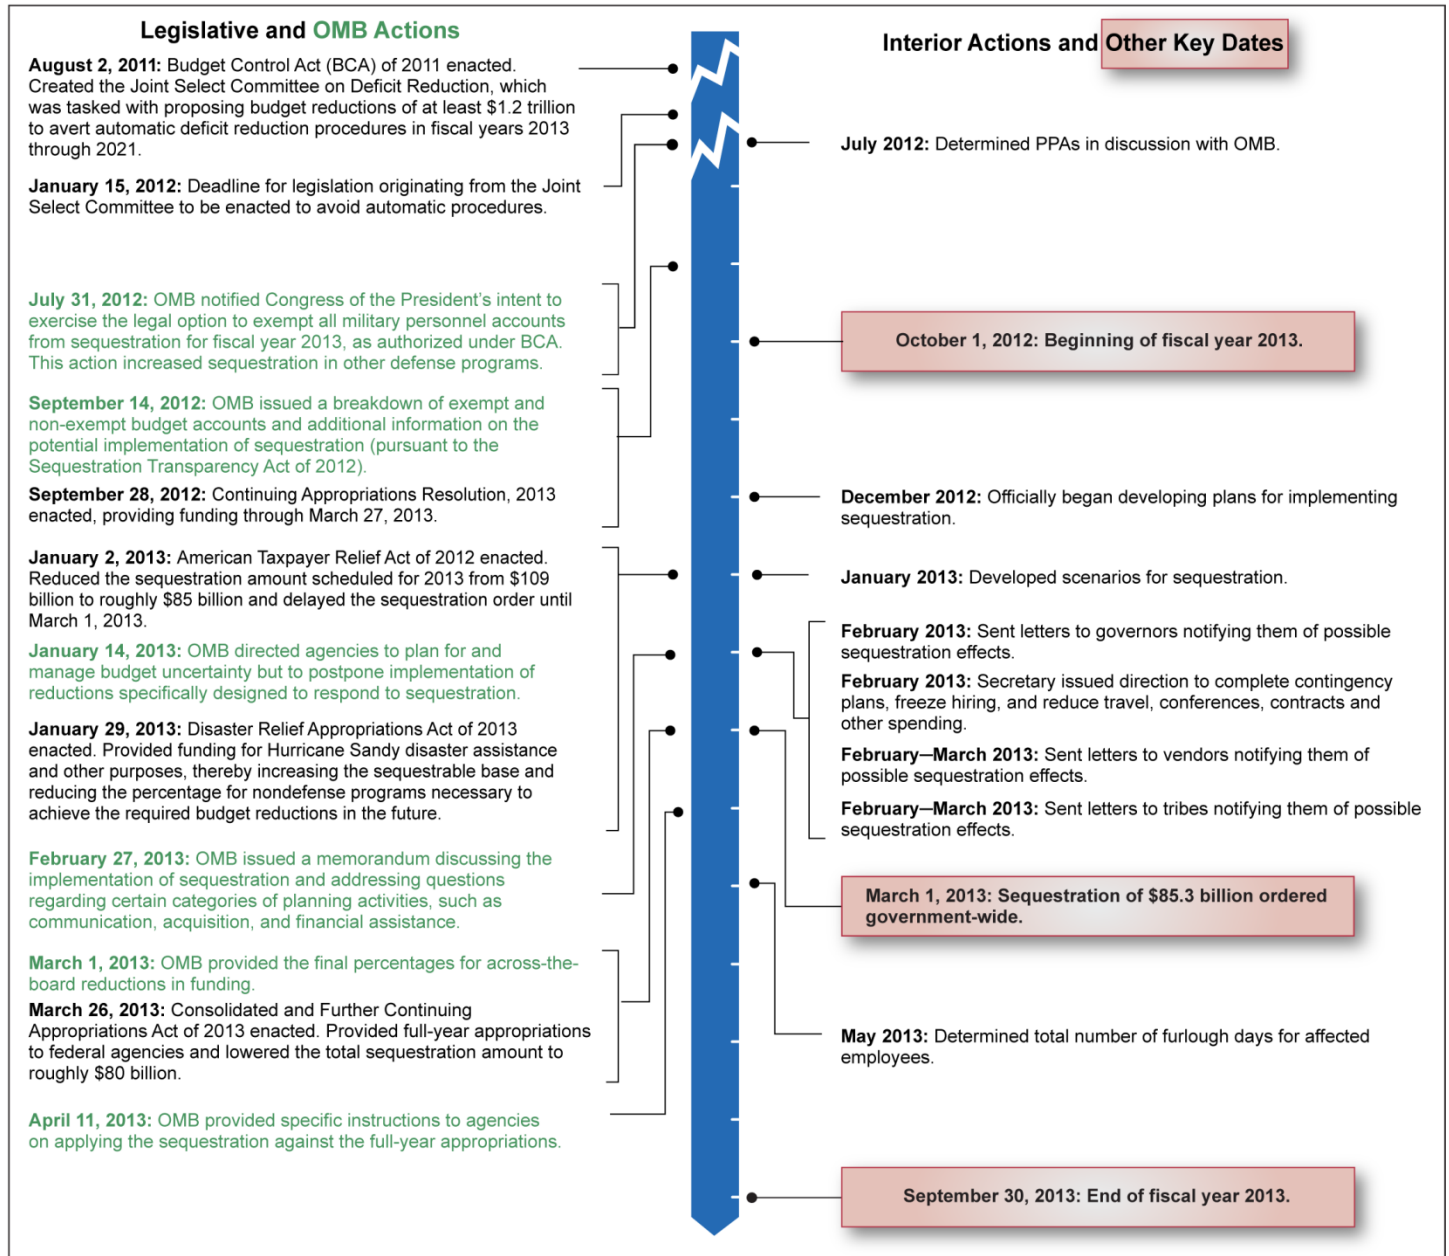 Legislative and OMB Actions
August 2, 2011: Budget Control Act (BCA) of 2011 enacted.
Created the Joint Select Committee on Deficit Reduction, which
was tasked with proposing budget reductions of at least $1.2 trillion
to avert automatic deficit reduction procedures in fiscal years 2013
through 2021.
January 15, 2012: Deadline for legislation originating from the Joint
Select Committee to be enacted to avoid automatic procedures.
July 31, 2012: OMB notified Congress of the President's intent to
exercise the legal option to exempt all military personnel accounts
from sequestration for fiscal year 2013, as authorized under BCA.
This action increased sequestration in other defense programs.
September 14, 2012: OMB issued a breakdown of exempt and
non-exempt budget accounts and additional information on the
potential implementation of sequestration (pursuant to the
Sequestration Transparency Act of 2012).
September 28, 2012: Continuing Appropriations Resolution, 2013
enacted, providing funding through March 27, 2013.
January 2, 2013: American Taxpayer Relief Act of 2012 enacted.
Reduced the sequestration amount scheduled for 2013 from $109
billion to roughly $85 billion and delayed the sequestration order until
March 1, 2013.
January 14, 2013: OMB directed agencies to plan for and
manage budget uncertainty but to postpone implementation of
reductions specifically designed to respond to sequestration.
January 29, 2013: Disaster Relief Appropriations Act of 2013
enacted. Provided funding for Hurricane Sandy disaster assistance
and other purposes, thereby increasing the sequestrable base and
reducing the percentage for nondefense programs necessary to
achieve the required budget reductions in the future.
February 27, 2013: OMB issued a memorandum discussing the
implementation of sequestration and addressing questions
regarding certain categories of planning activities, such as
communication, acquisition, and financial assistance.
March 1, 2013: OMB provided the final percentages for across-the-
board reductions in funding.
March 26, 2013: Consolidated and Further Continuing
Appropriations Act of 2013 enacted. Provided full-year appropriations
to federal agencies and lowered the total sequestration amount to
roughly $80 billion.
April 11, 2013: OMB provided specific instructions to agencies
on applying the sequestration against the full-year appropriations.
Interior Actions and Other Key Dates
July 2012: Determined PPAs in discussion with OMB.
October 1, 2012: Beginning of fiscal year 2013.
December 2012: Officially began developing plans for implementing
sequestration.
January 2013: Developed scenarios for sequestration.
February 2013: Sent letters to governors notifying them of possible
sequestration effects.
February 2013: Secretary issued direction to complete contingency
plans, freeze hiring, and reduce travel, conferences, contracts and
other spending.
February—March 2013: Sent letters to vendors notifying them of
possible sequestration effects.
February—March 2013: Sent letters to tribes notifying them of possible
sequestration effects.
March 1, 2013: Sequestration of $85.3 billion ordered
government-wide.
May 2013: Determined total number of furlough days for affected
employees.
September 30, 2013: End of fiscal year 2013.